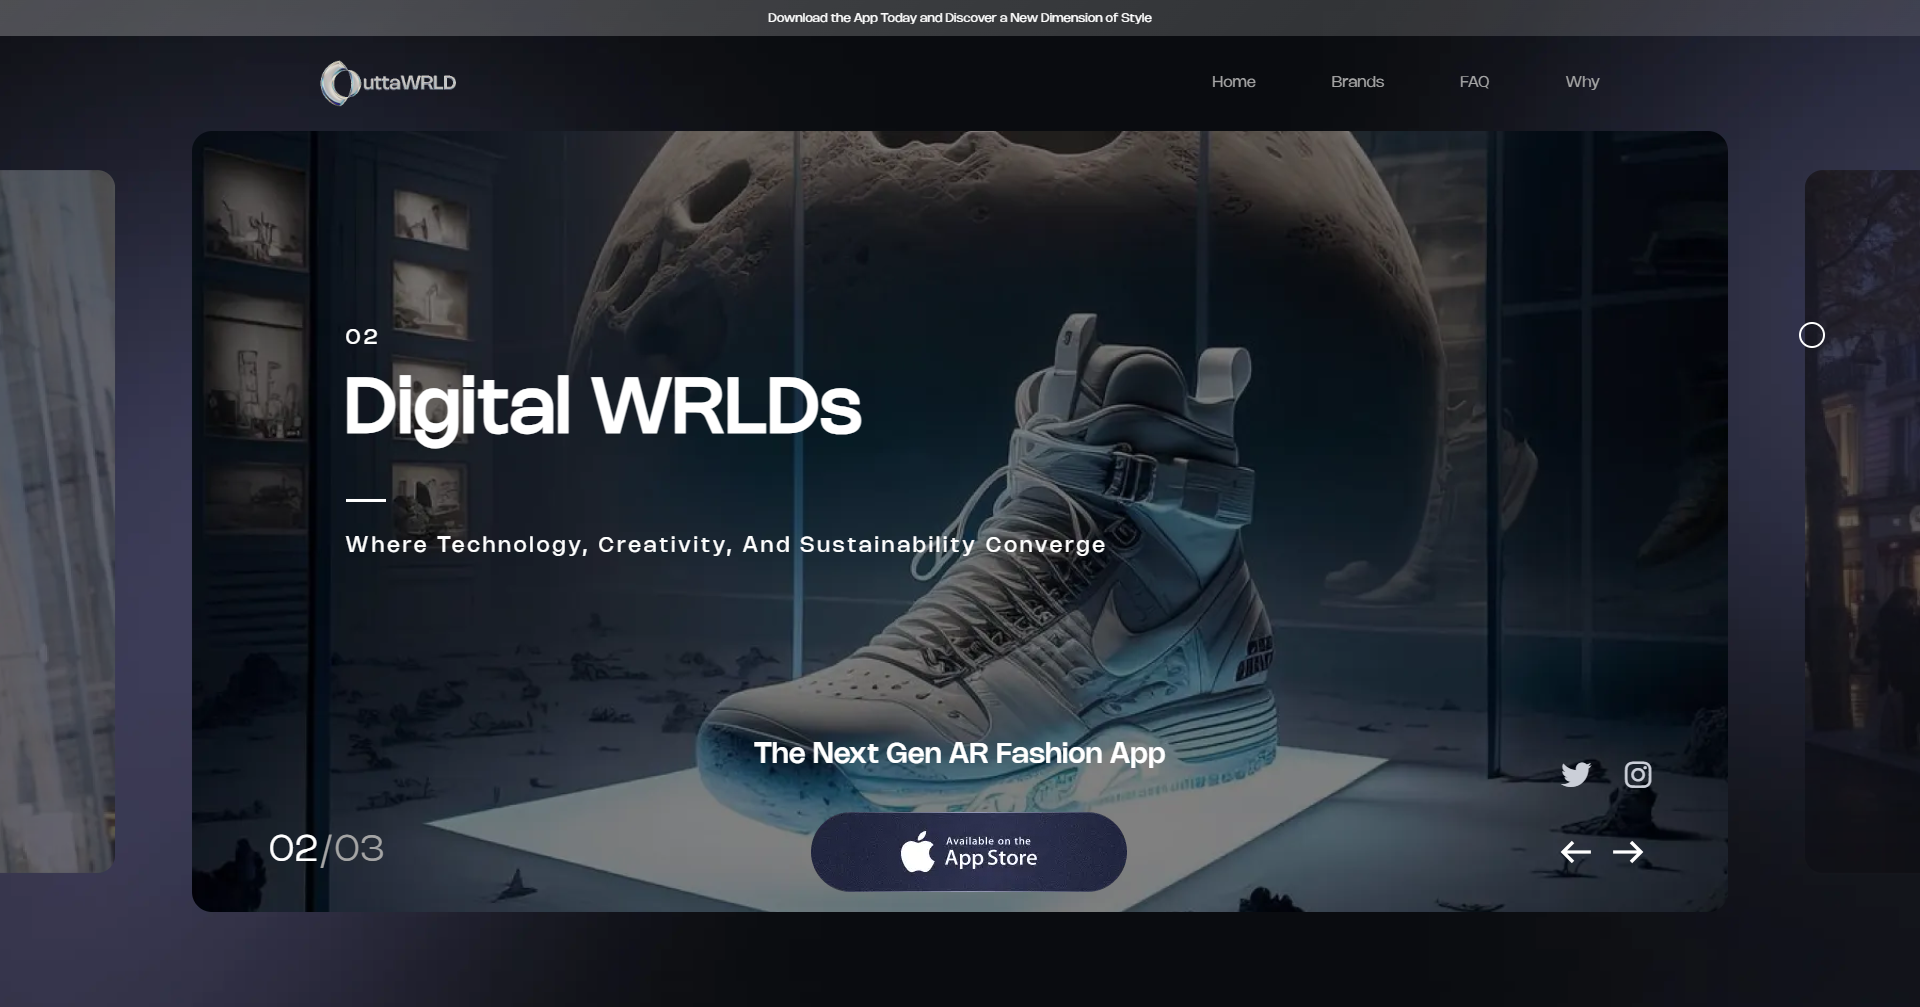 Download the App Today and Discover a New Dimension of Style
uttaWRLD
Home
Brands
FAQ
Why
02
Digital WRLDs
Where Technology, Creativity, And Sustainability Converge
The Next Gen AR Fashion App
Available on the
App Store
02/03